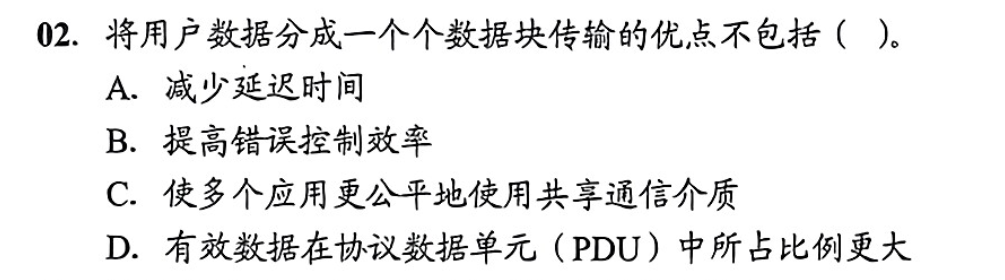 02. 将用户数据分成一个个数据块传输的优点不包括（ ）。
A. 减少延迟时间
B. 提高错误控制效率
C. 使多个应用更公平地使用共享通信介质
D. 有效数据在协议数据单元（PDU）中所占比例更大